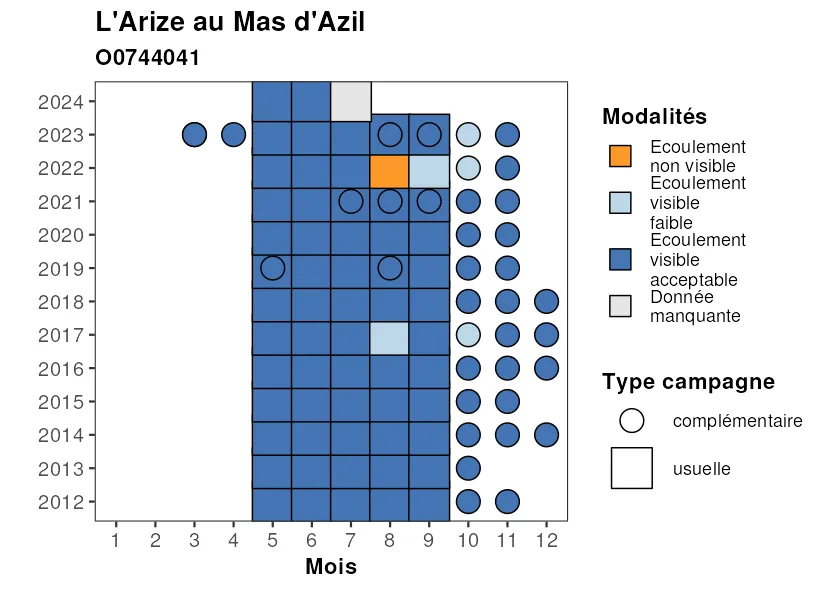 L'Arize au Mas d'Azil
O0744041
2024
2023
2022
2021
2020
2019
2018
2017
2016
2015
2014
2013
2012
1 2 3 4 5 6 7 8 9 10 11 12
Mois
Modalités
Ecoulement
non visible
Ecoulement
visible
faible
Ecoulement
visible
acceptable
Donnée
manquante
Type campagne
complémentaire
usuelle